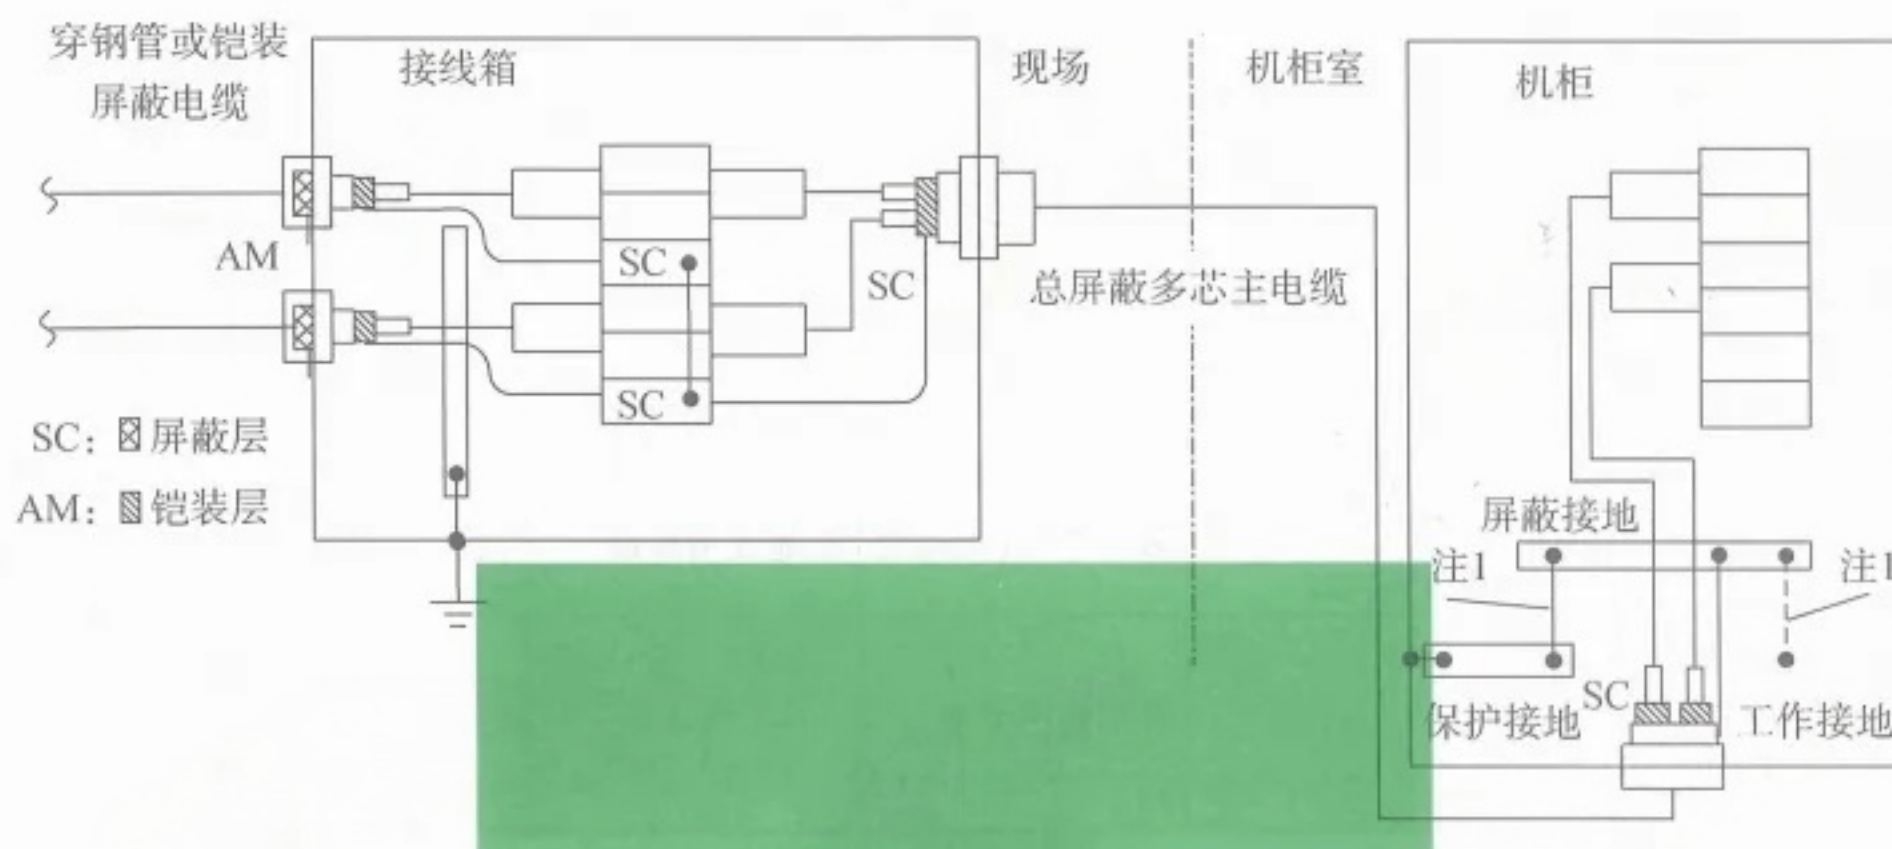 穿钢管或铠装
屏蔽电缆
接线箱
现场
机柜室
机柜
AM
SC
SC
总屏蔽多芯主电缆
SC
SC: 屏蔽层
AM: 铠装层
屏蔽接地
注1
注1
SC
保护接地
工作接地